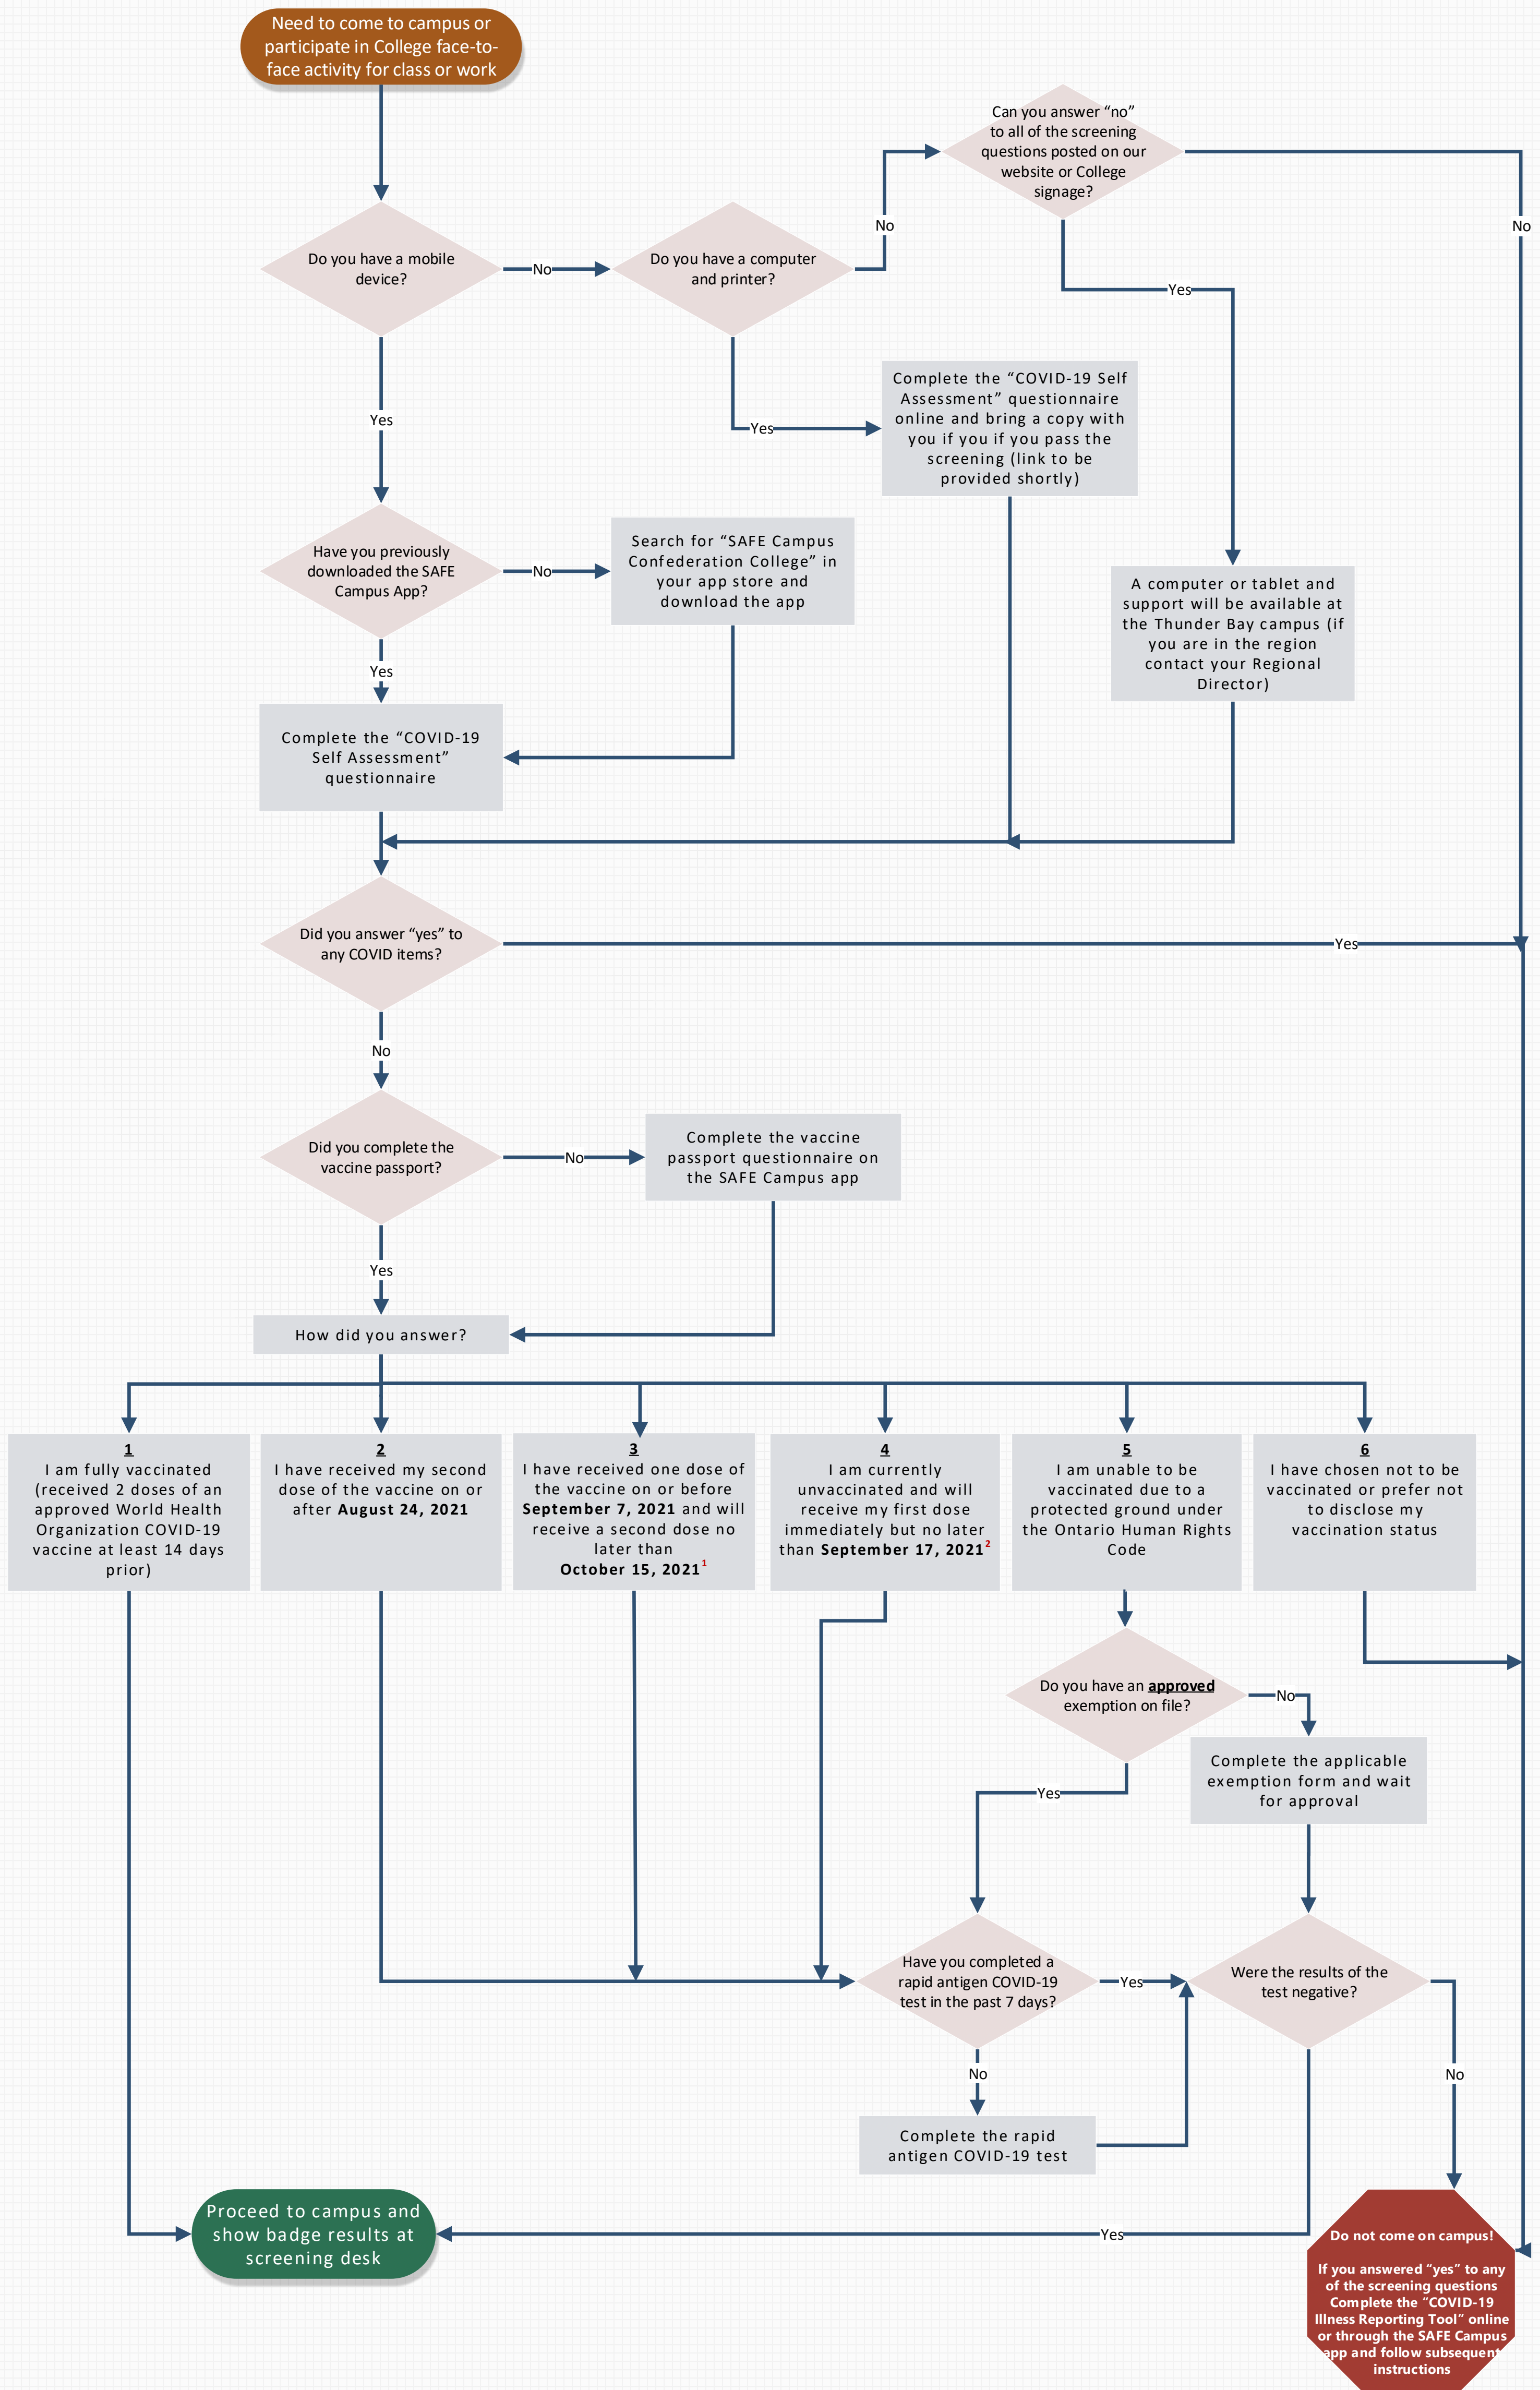 Need to come to campus or
participate in College face-to-
face activity for class or work
Can you answer “no”
to all of the screening
questions posted on our
website or College
signage?
No
No
Do you have a mobile
device?
No
Do you have a computer
and printer?
Yes
Complete the “COVID-19 Self
Assessment” questionnaire
online and bring a copy with
you if you if you pass the
screening (link to be
provided shortly)
Yes
Yes
Have you previously
downloaded the SAFE
Campus App?
No
Search for “SAFE Campus
Confederation College” in
your app store and
download the app
A computer or tablet and
support will be available at
the Thunder Bay campus (if
you are in the region
contact your Regional
Director)
Yes
Complete the “COVID-19
Self Assessment”
questionnaire
Did you answer “yes” to
any COVID items?
Yes
No
Did you complete the
vaccine passport?
No
Complete the vaccine
passport questionnaire on
the SAFE Campus app
Yes
How did you answer?
1
I am fully vaccinated
(received 2 doses of an
approved World Health
Organization COVID-19
vaccine at least 14 days
prior)
2
I have received my second
dose of the vaccine on or
after August 24, 2021
3
I have received one dose of
the vaccine on or before
September 7, 2021 and will
receive a second dose no
later than
October 15, 2021¹
4
I am currently
unvaccinated and will
receive my first dose
immediately but no later
than September 17, 2021²
5
I am unable to be
vaccinated due to a
protected ground under
the Ontario Human Rights
Code
6
I have chosen not to be
vaccinated or prefer not
to disclose my
vaccination status
Do you have an approved
exemption on file?
No
Complete the applicable
exemption form and wait
for approval
Yes
Have you completed a
rapid antigen COVID-19
test in the past 7 days?
Yes
Were the results of the
test negative?
No
No
Complete the rapid
antigen COVID-19 test
Proceed to campus and
show badge results at
screening desk
Yes
Do not come on campus!
If you answered “yes” to any
of the screening questions
Complete the “COVID-19
Illness Reporting Tool” online
or through the SAFE Campus
app and follow subsequent
instructions